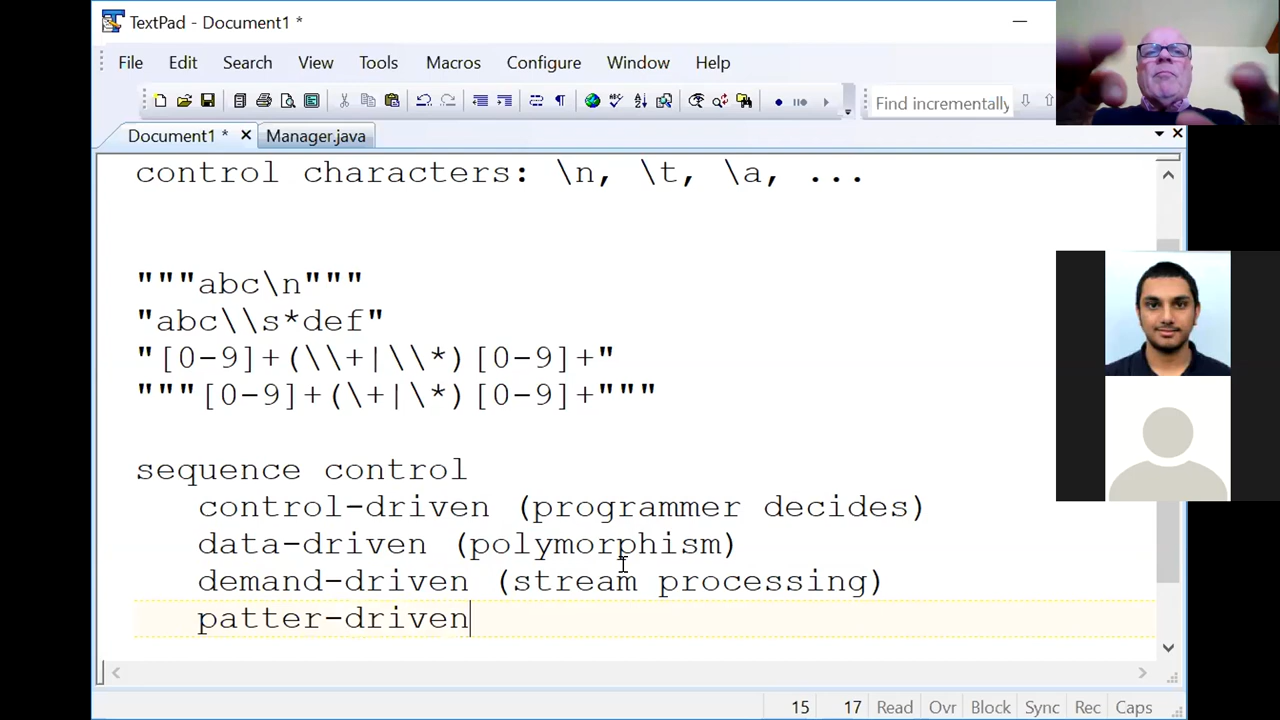 TextPad - Document1 *
File Edit Search View Tools Macros Configure Window Help
Find incrementally
Document1 * Manager.java
control characters: \n, \t, \a, ...
"""abc\n"""
"abc\\s*def"
"[0-9]+(\\+|\\*)[0-9]+"
"""[0-9]+(\+|\*)[0-9]+"""
sequence control
control-driven (programmer decides)
data-driven (polymorphism)
demand-driven (stream processing)
patter-driven
15 17 Read Ovr Block Sync Rec Caps